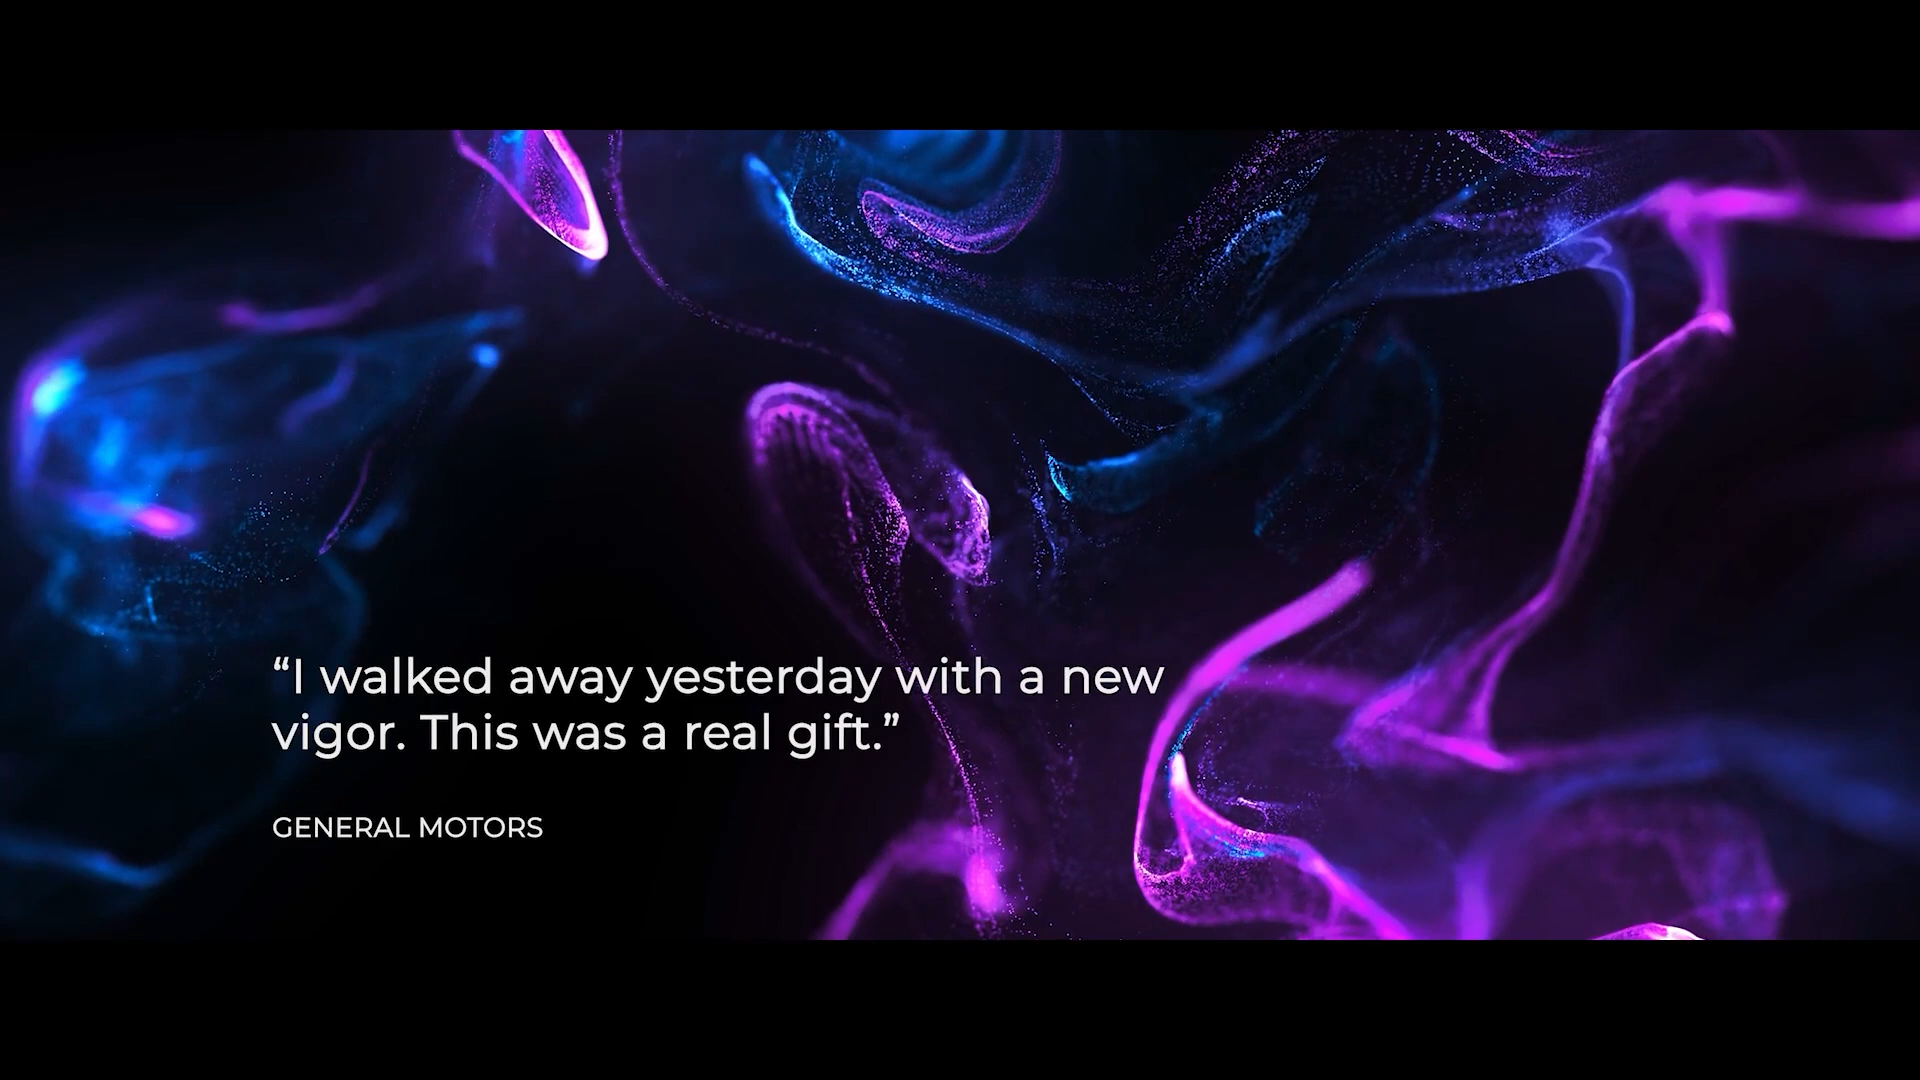 “I walked away yesterday with a new
vigor. This was a real gift.”
GENERAL MOTORS